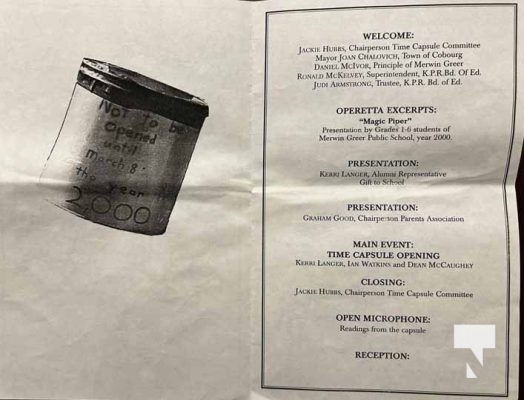 Not to be
opened
until
march 8
the year
2,000
WELCOME:
JACKIE HUBBS, Chairperson Time Capsule Committee
Mayor JOAN CHALOVICH, Town of Cobourg
DANIEL MCIVOR, Principle of Merwin Greer
RONALD MCKELVEY, Superintendent, K.P.R.Bd. Of Ed.
JUDI ARMSTRONG, Trustee, K.P.R. Bd. of Ed.
OPERETTA EXCERPTS:
"Magic Piper"
Presentation by Grades 1-6 students of
Merwin Greer Public School, year 2000.
PRESENTATION:
KERRI LANGER, Alumni Representative
Gift to School
PRESENTATION:
GRAHAM GOOD, Chairperson Parents Association
MAIN EVENT:
TIME CAPSULE OPENING
KERRI LANGER, IAN WATKINS and DEAN MCCAUGHEY
CLOSING:
JACKIE HUBBS, Chairperson Time Capsule Committee
OPEN MICROPHONE:
Readings from the capsule
RECEPTION: